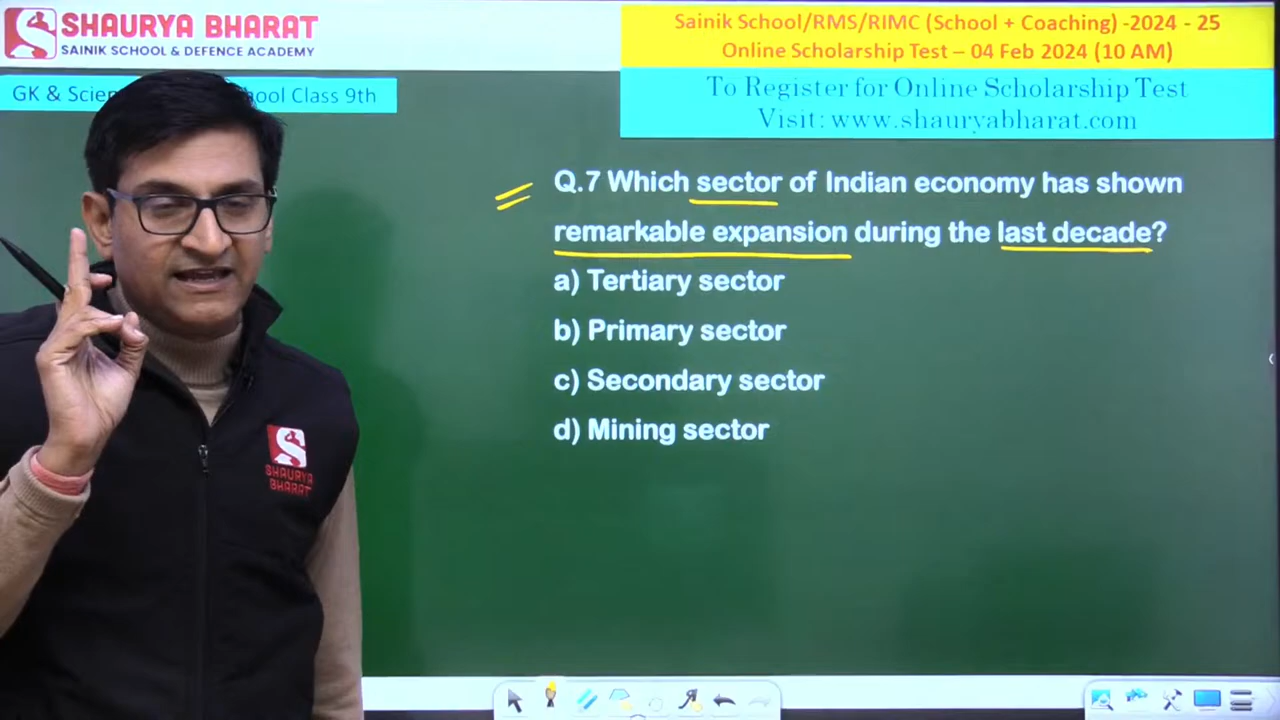 SHAURYA BHARAT
SAINIK SCHOOL & DEFENCE ACADEMY
Sainik School/RMS/RIMC (School + Coaching) -2024 - 25
Online Scholarship Test – 04 Feb 2024 (10 AM)
GK & Scien
ool Class 9th
To Register for Online Scholarship Test
Visit: www.shauryabharat.com
Q.7 Which sector of Indian economy has shown
remarkable expansion during the last decade?
a) Tertiary sector
b) Primary sector
c) Secondary sector
d) Mining sector
SHAURYA
BHARAT